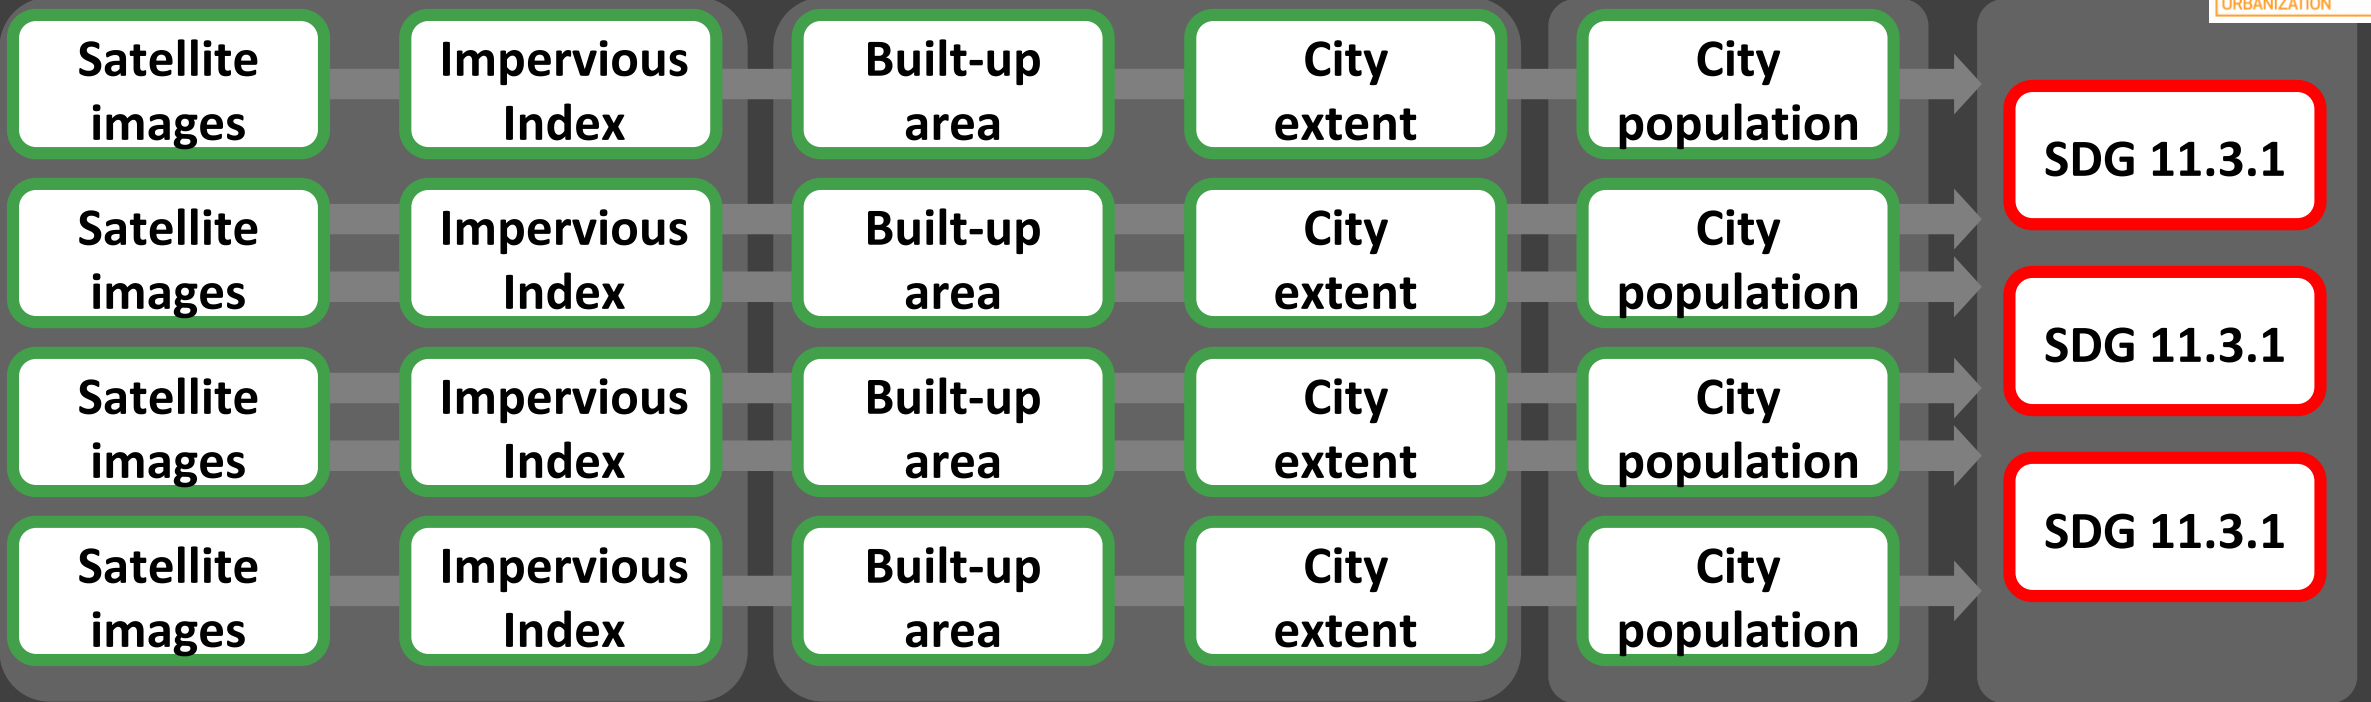 URBANIZATION
Satellite images
Impervious Index
Built-up area
City extent
City population
Satellite images
Impervious Index
Built-up area
City extent
City population
Satellite images
Impervious Index
Built-up area
City extent
City population
Satellite images
Impervious Index
Built-up area
City extent
City population
SDG 11.3.1
SDG 11.3.1
SDG 11.3.1